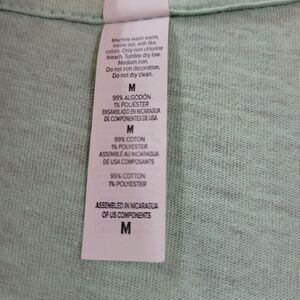 Machine wash warm,
inside out, with like
colors. Only non-chlorine
bleach. Tumble dry low.
Medium iron.
Do not iron decoration.
Do not dry clean.
M
99% ALGODÓN
1% POLIÉSTER
ENSAMBLADO EN NICARAGUA
DE COMPONENTES DE USA
M
99% COTON
1% POLYESTER
ASSEMBLÉ AU NICARAGUA
DE USA COMPOSANTS
99% COTTON
1% POLYESTER
ASSEMBLED IN NICARAGUA
OF US COMPONENTS
M